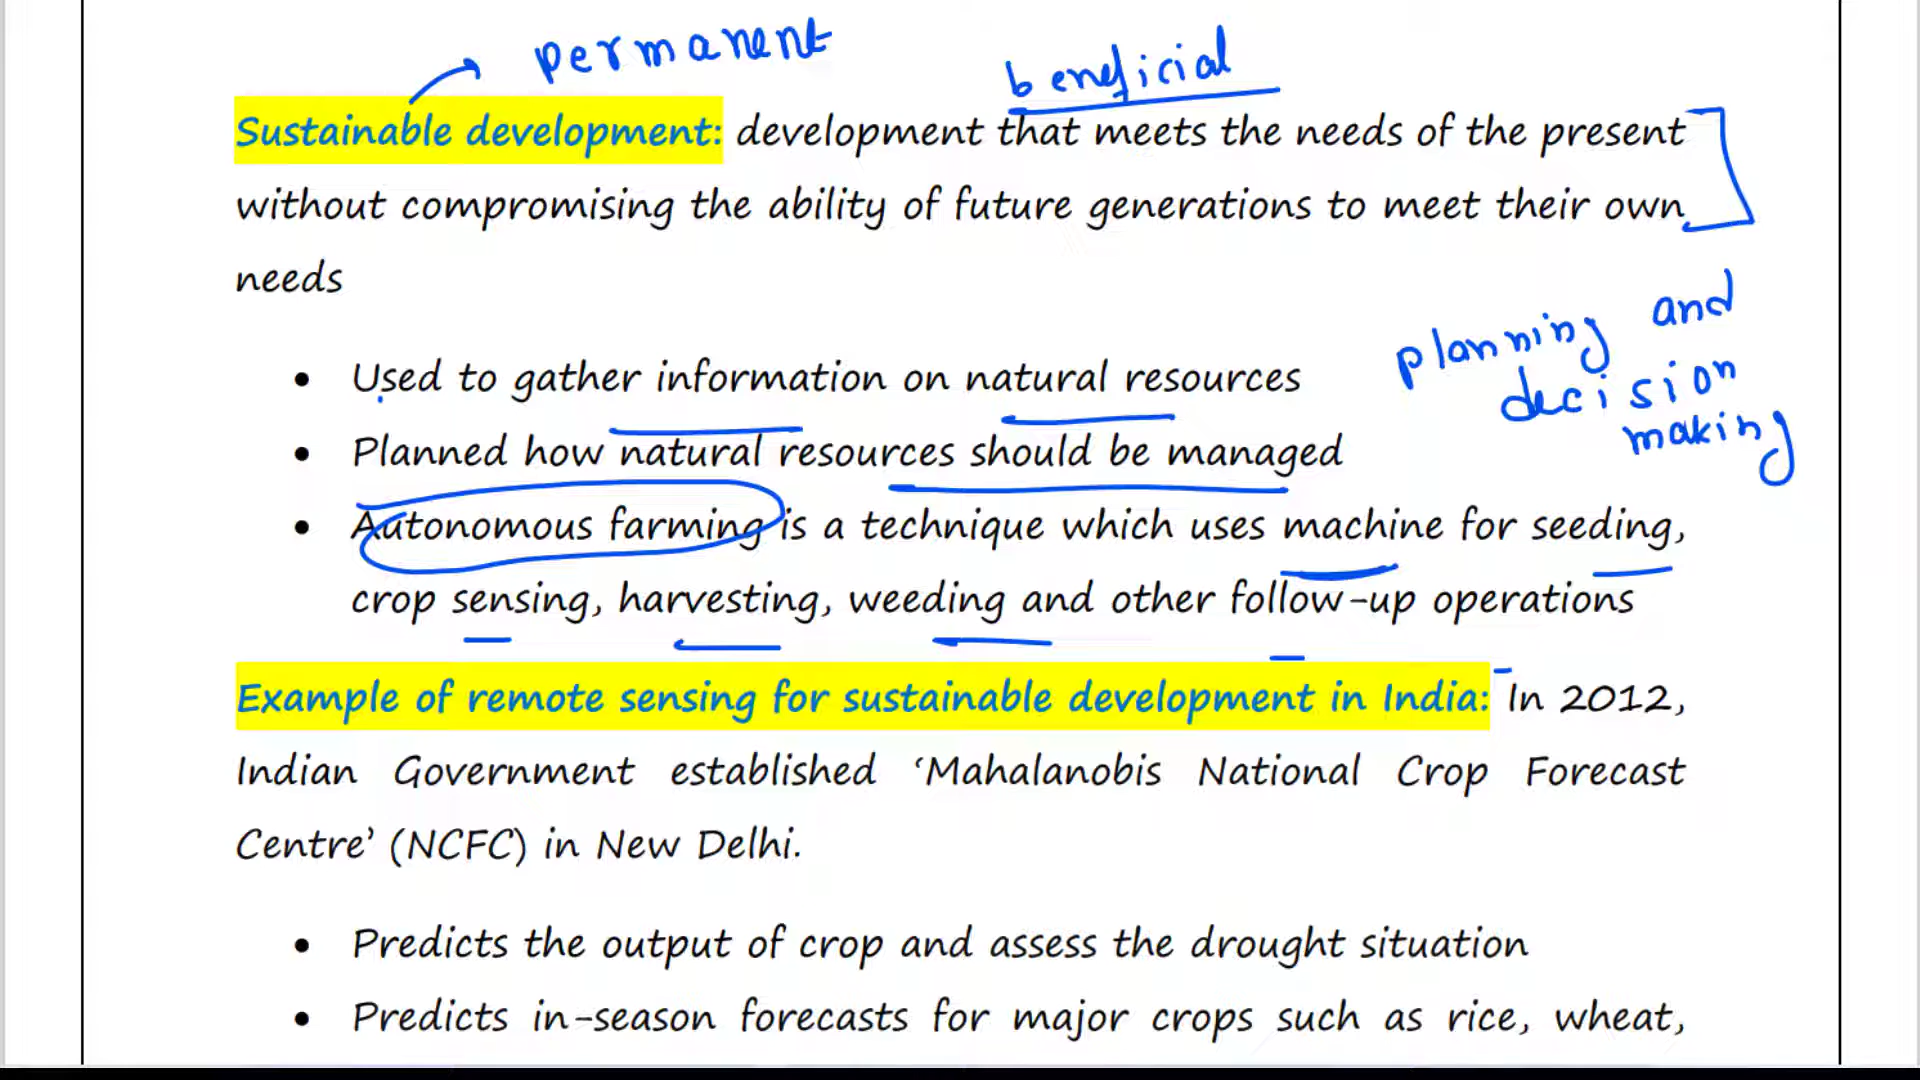 permanent
beneficial
Sustainable development: development that meets the needs of the present
without compromising the ability of future generations to meet their own
needs
planning and
decision
making
• Used to gather information on natural resources
• Planned how natural resources should be managed
• Autonomous farming is a technique which uses machine for seeding,
crop sensing, harvesting, weeding and other follow-up operations
Example of remote sensing for sustainable development in India: In 2012,
Indian Government established ‘Mahalanobis National Crop Forecast
Centre’ (NCFC) in New Delhi.
• Predicts the output of crop and assess the drought situation
• Predicts in-season forecasts for major crops such as rice, wheat,